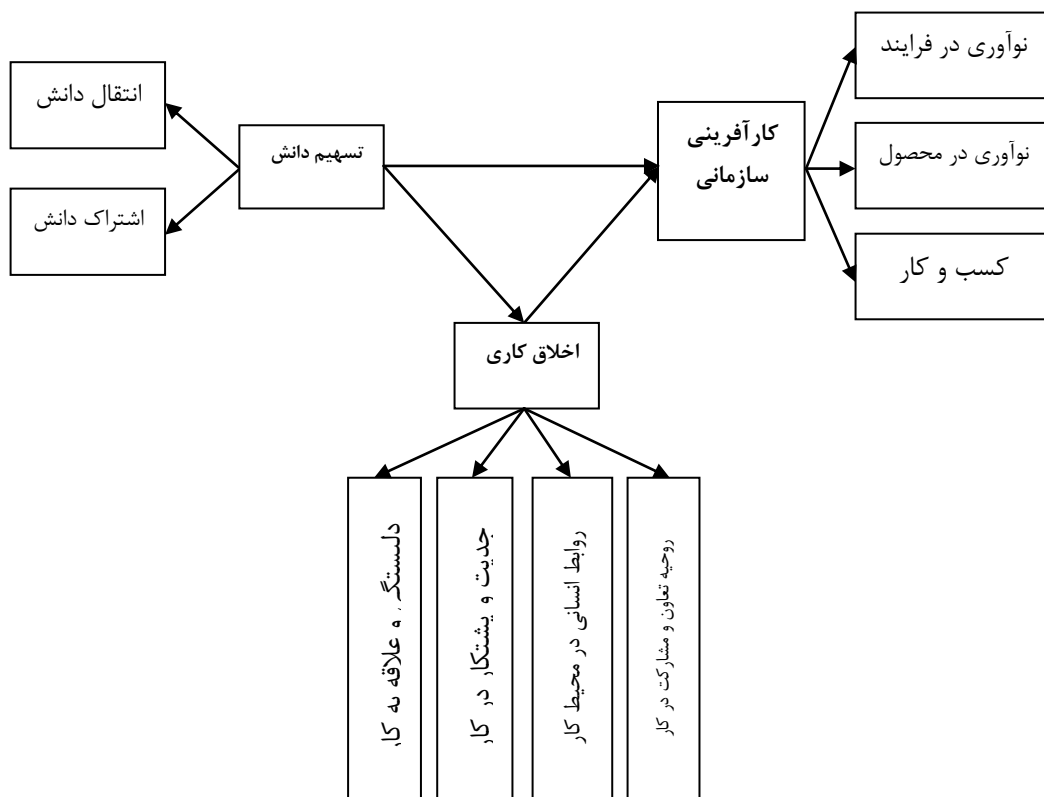 نوآوری در فرایند
انتقال دانش
کارآفرینی
سازمانی
تسهیم دانش
نوآوری در محصول
اشتراک دانش
کسب و کار
اخلاق کاری
روحیه تعاون و مشارکت در کار
روابط انسانی در محیط کار
جدیت و پشتکار در کار
دلبستگی و علاقه به کار